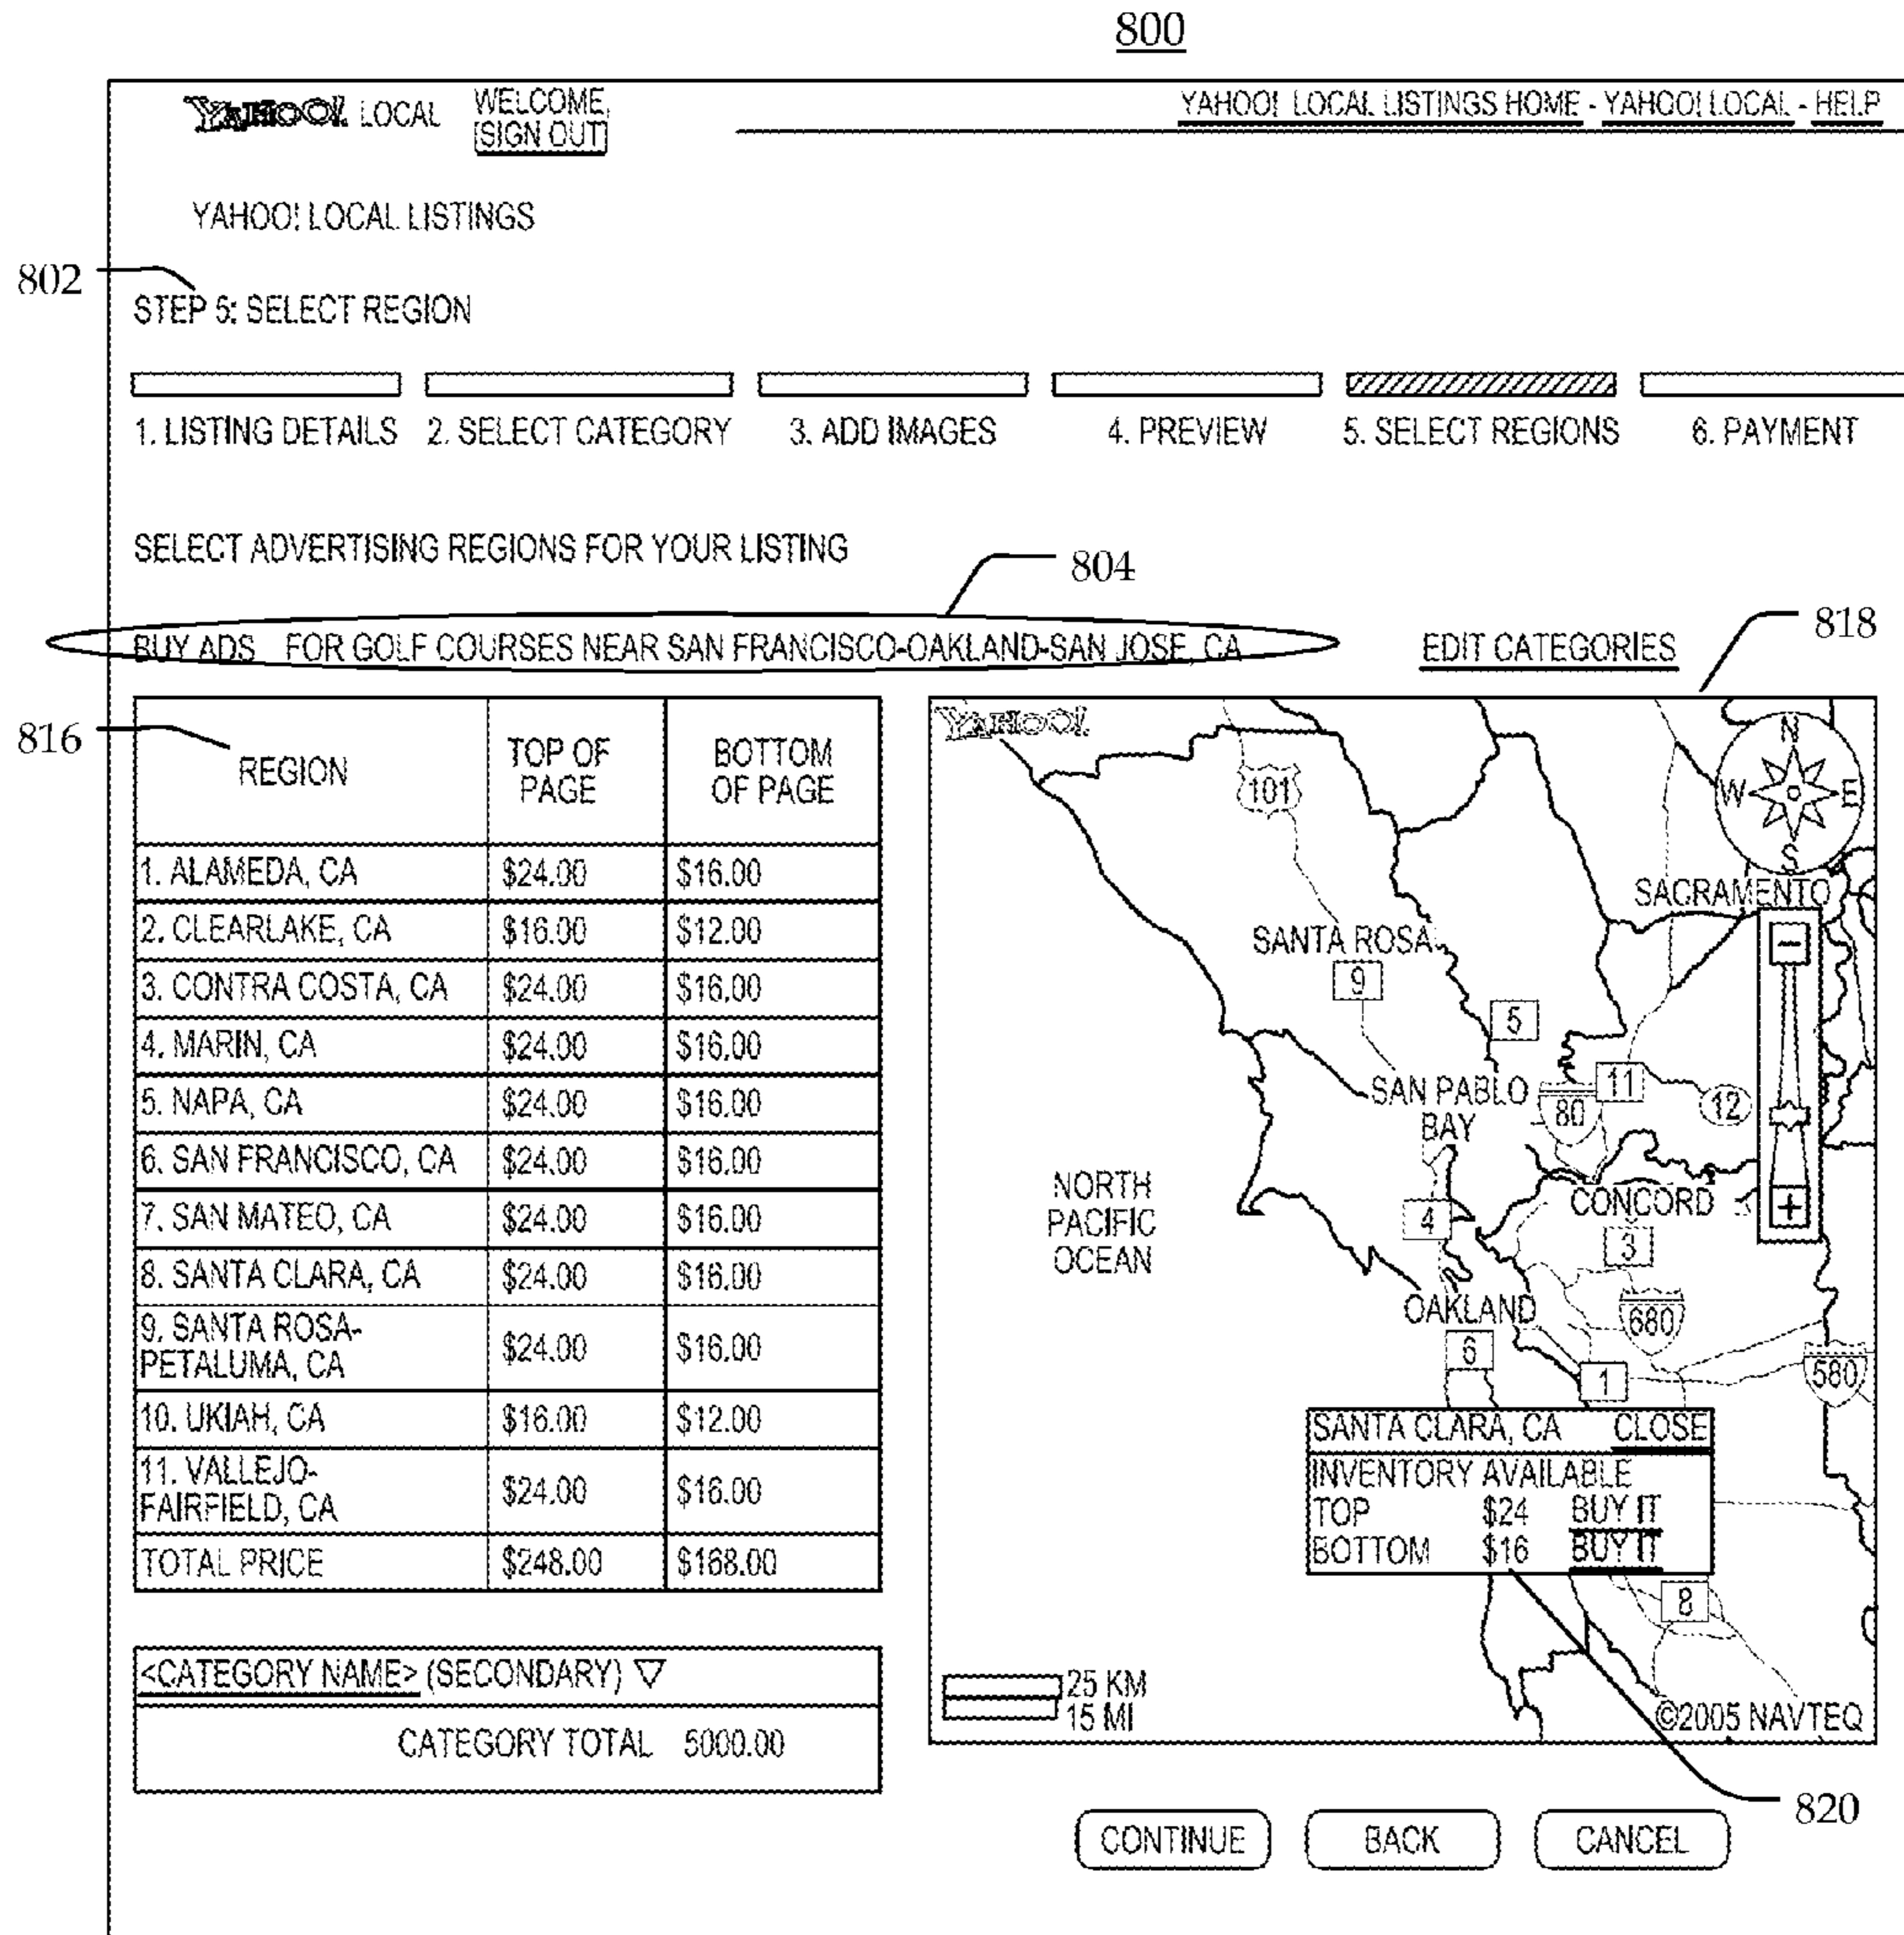 800
YAHOO! LOCAL
WELCOME,
[SIGN OUT]
YAHOO! LOCAL LISTINGS HOME - YAHOO! LOCAL - HELP
YAHOO! LOCAL LISTINGS
802
STEP 5: SELECT REGION
1. LISTING DETAILS 2. SELECT CATEGORY 3. ADD IMAGES 4. PREVIEW 5. SELECT REGIONS 6. PAYMENT
SELECT ADVERTISING REGIONS FOR YOUR LISTING
804
BUY ADS FOR GOLF COURSES NEAR SAN FRANCISCO-OAKLAND-SAN JOSE, CA
EDIT CATEGORIES
818
816
REGION TOP OF PAGE BOTTOM OF PAGE
1. ALAMEDA, CA $24.00 $16.00
2. CLEARLAKE, CA $16.00 $12.00
3. CONTRA COSTA, CA $24.00 $16.00
4. MARIN, CA $24.00 $16.00
5. NAPA, CA $24.00 $16.00
6. SAN FRANCISCO, CA $24.00 $16.00
7. SAN MATEO, CA $24.00 $16.00
8. SANTA CLARA, CA $24.00 $16.00
9. SANTA ROSA-
PETALUMA, CA $24.00 $16.00
10. UKIAH, CA $16.00 $12.00
11. VALLEJO-
FAIRFIELD, CA $24.00 $16.00
TOTAL PRICE $248.00 $168.00
<CATEGORY NAME> (SECONDARY) ▽
CATEGORY TOTAL 5000.00
YAHOO!
N
W E
S
101
SACRAMENTO
SANTA ROSA
9
−
5
SAN PABLO
BAY
80
11
12
NORTH
PACIFIC
OCEAN
CONCORD
+
4
3
OAKLAND
680
6
580
1
SANTA CLARA, CA CLOSE
INVENTORY AVAILABLE
TOP $24 BUY IT
BOTTOM $16 BUY IT
8
25 KM
15 MI
©2005 NAVTEQ
820
CONTINUE BACK CANCEL